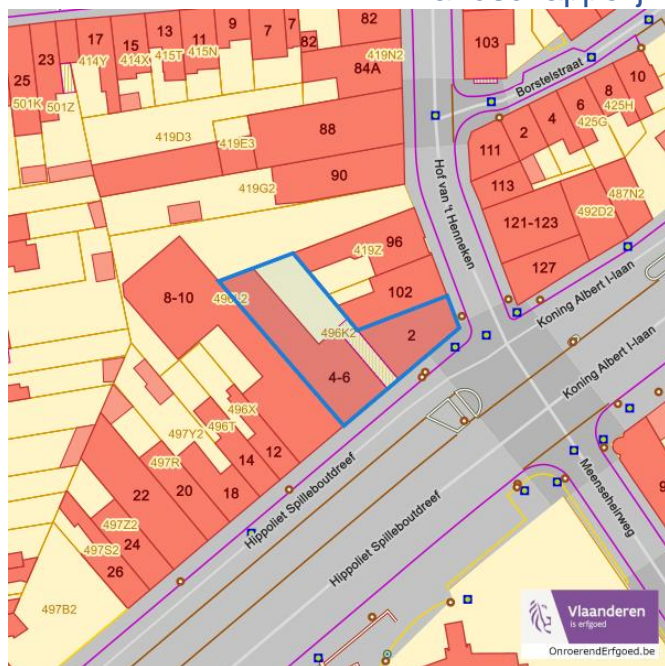 82
9
7
7
13
17
11
15
23
82
419N2
103
414Y
415T
415N
414X
84A
Borstelstraat
10
25
8
6
501K
501Z
425H
4
425G
88
2
111
419D3
419E3
90
113
487N2
419G2
492D2
121-123
Hof van 't Henneken
96
419Z
127
8-10
102
Koning Albert I-laan
496K2
2
4-6
Koning Albert I-laan
496X
496T
497Y2
12
14
497R
Meenseheirweg
18
20
22
Hippoliet Spilleboutdreef
9
497Z2
24
497S2
Hippoliet Spilleboutdreef
26
497B2
Vlaanderen
is erfgoed
OnroerendErfgoed.be